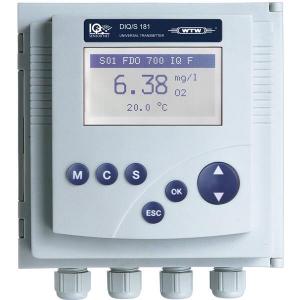 IQ
SENSOR NET
DIQ/S 181
UNIVERSAL TRANSMITTER
WTW
S01 FDO 700 IQ F
6.38 mg/l
O2
20.0 °C
M C S
OK
ESC